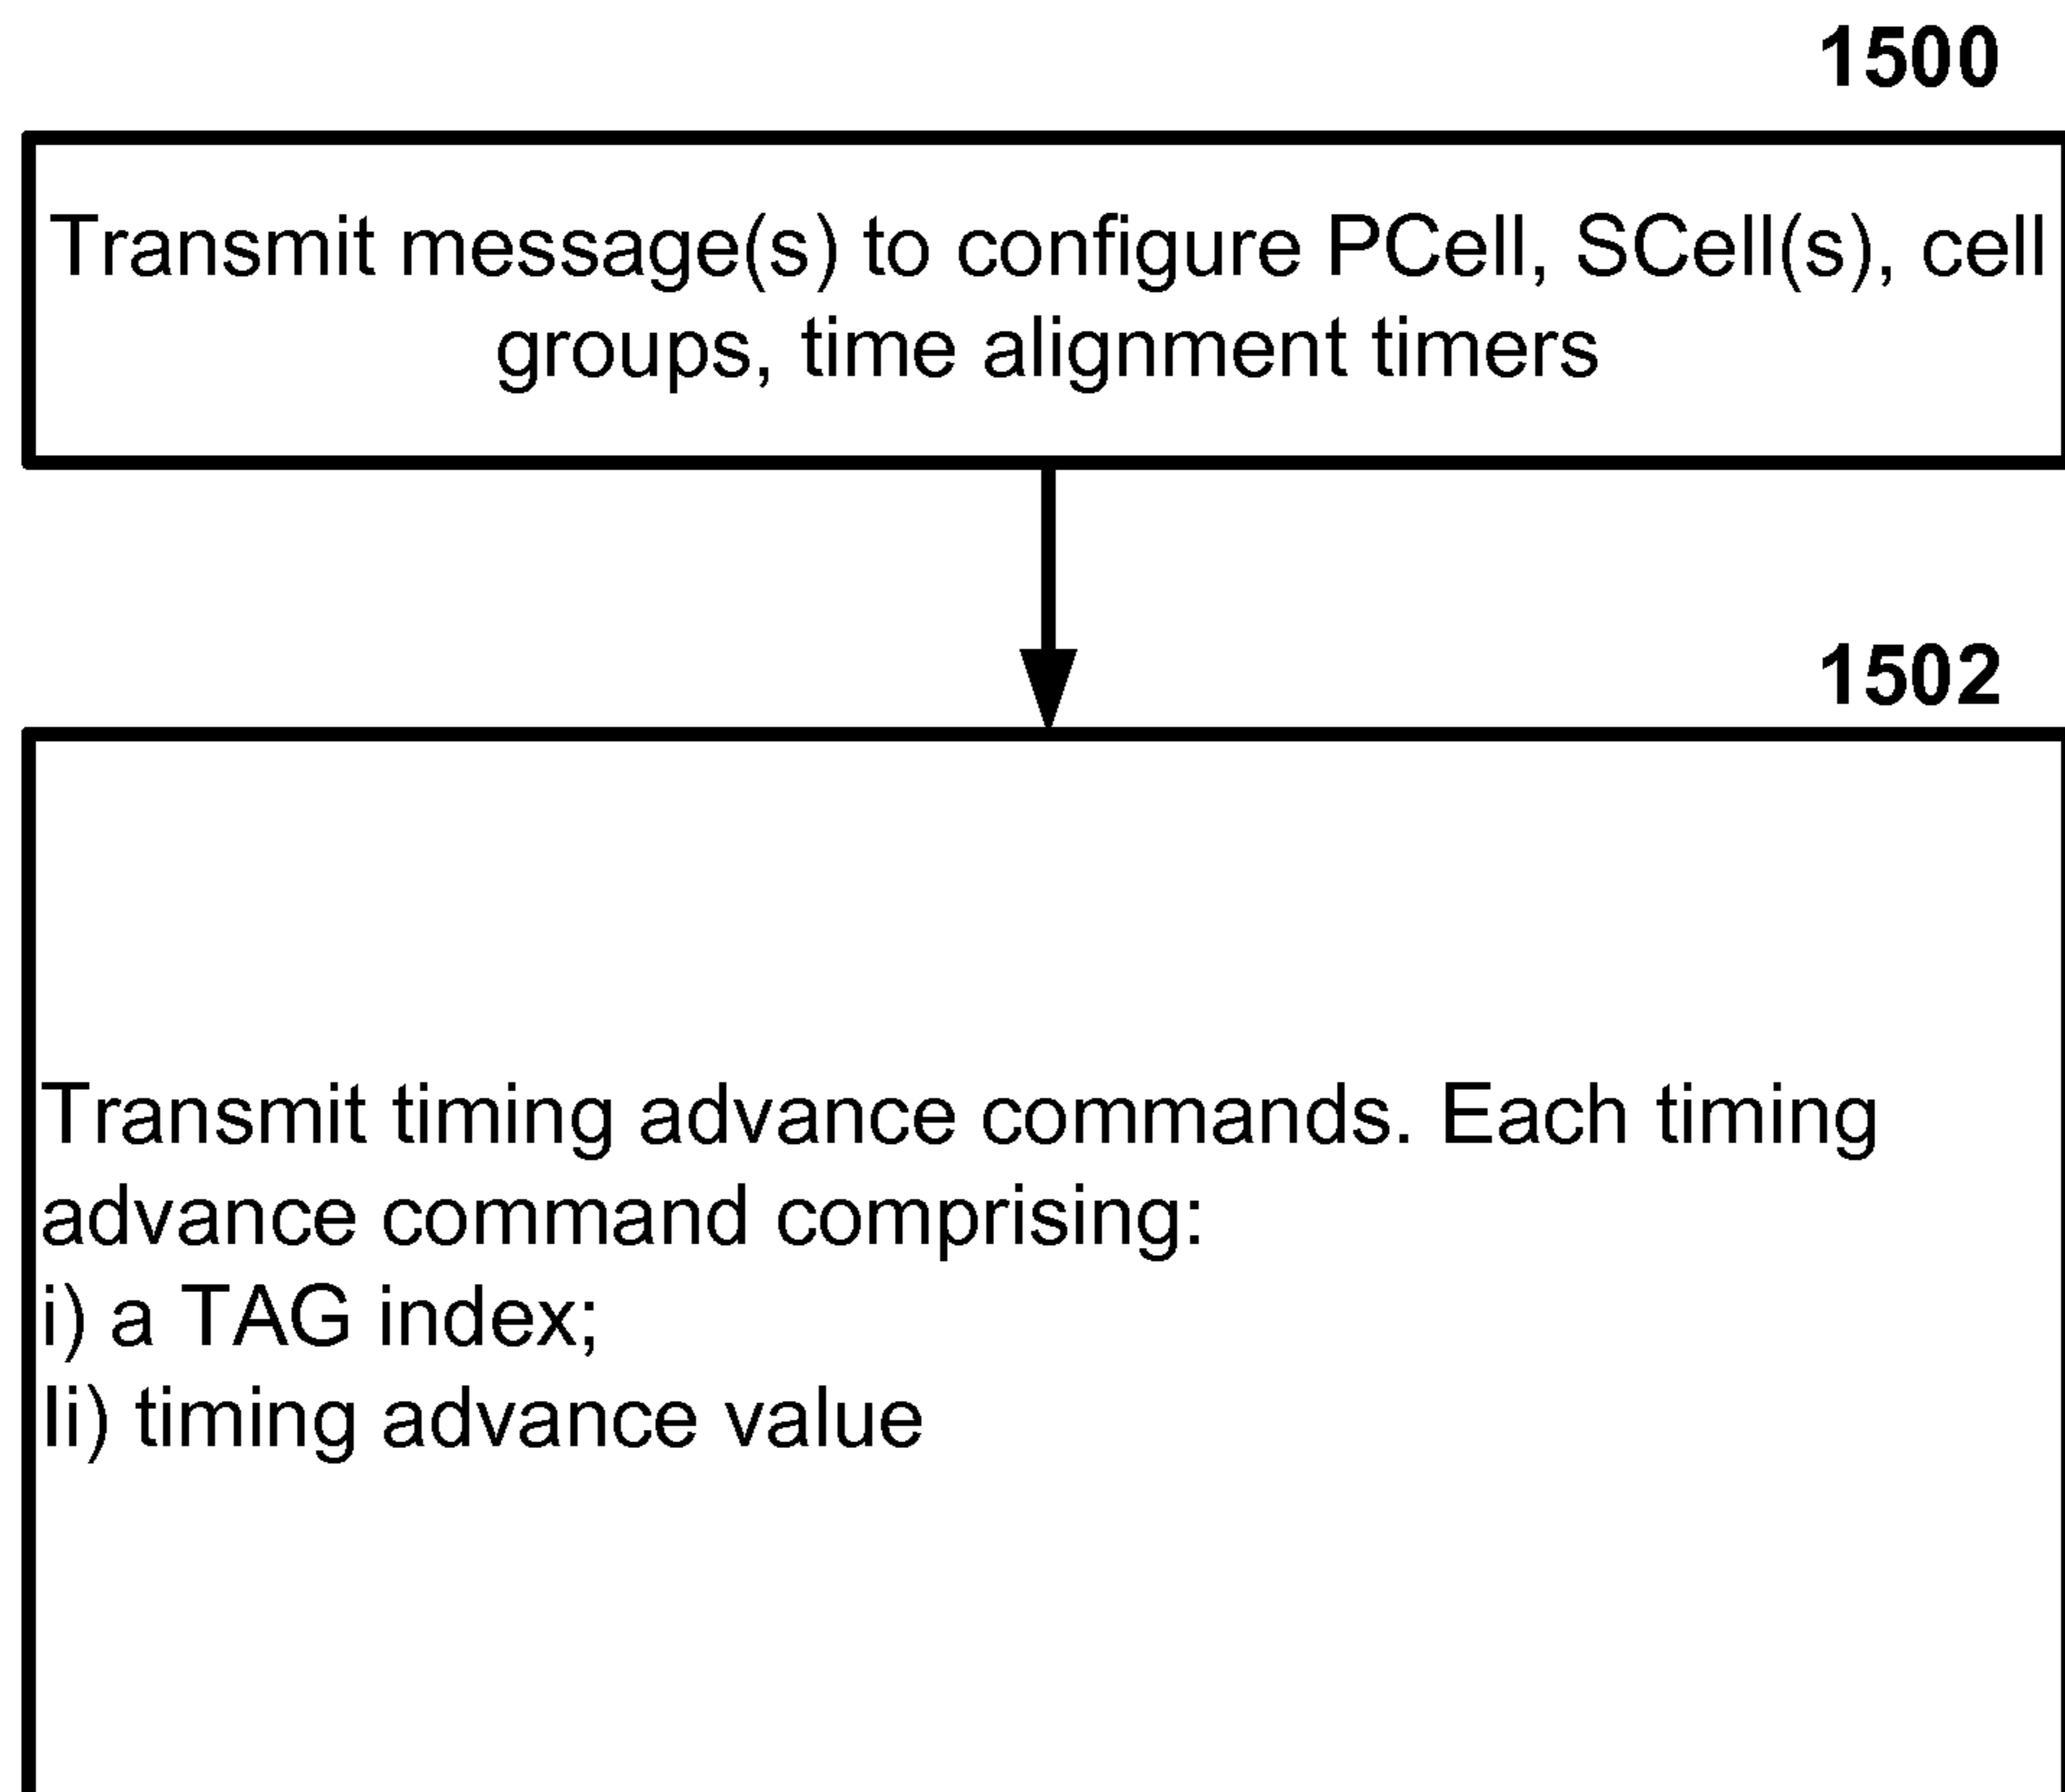 1500
Transmit message(s) to configure PCell, SCell(s), cell
groups, time alignment timers
1502
Transmit timing advance commands. Each timing
advance command comprising:
i) a TAG index;
Ii) timing advance value